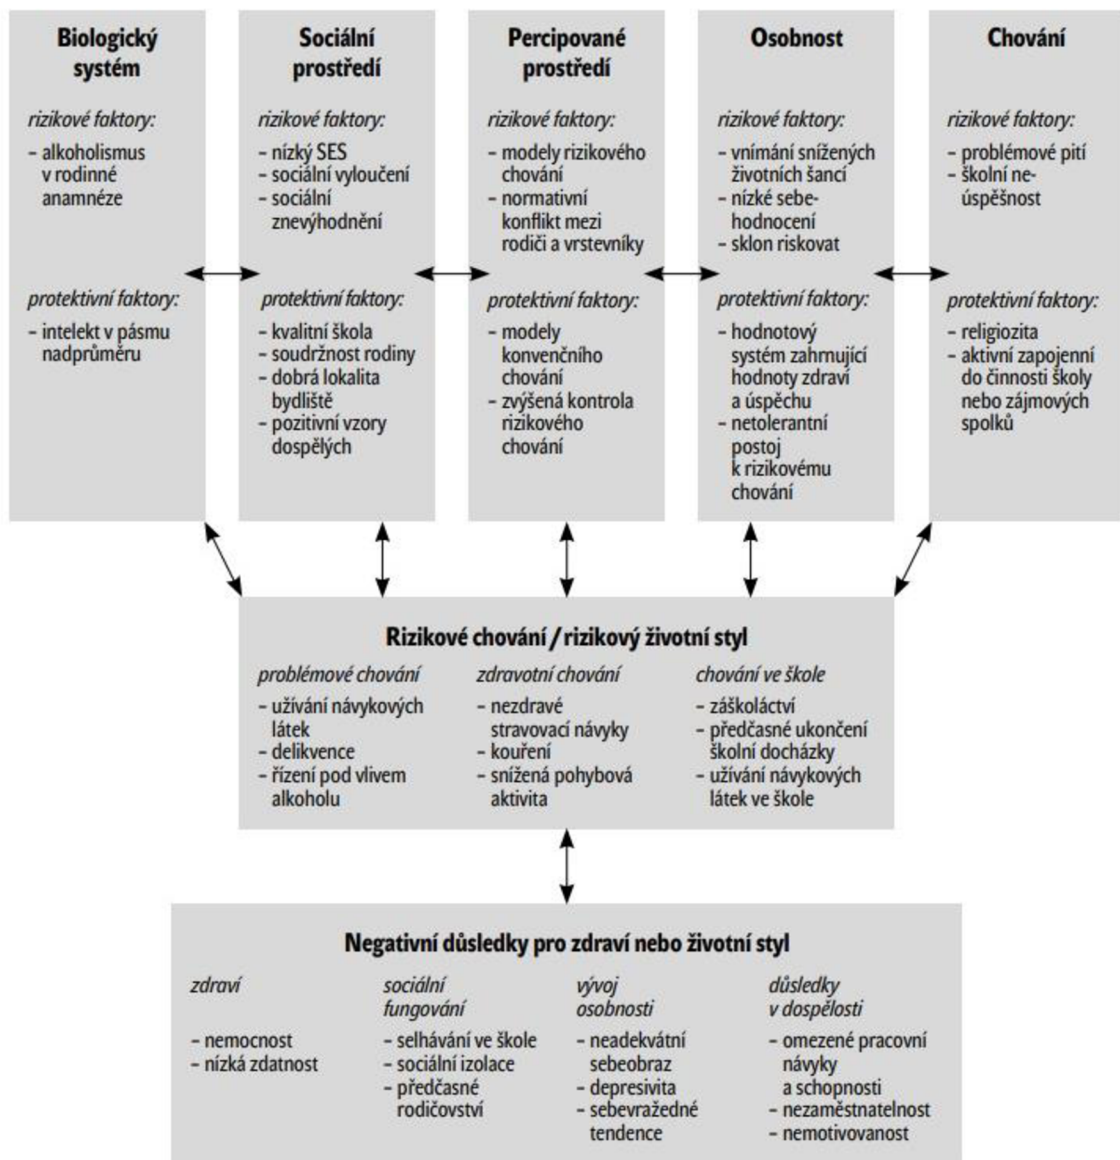 Biologický
systém
rizikové faktory:
– alkoholismus
v rodinné
anamnéze
protektivní faktory:
– intelekt v pásmu
nadprůměru
Sociální
prostředí
rizikové faktory:
– nízký SES
– sociální vyloučení
– sociální
znevýhodnění
protektivní faktory:
– kvalitní škola
– soudržnost rodiny
– dobrá lokalita
bydliště
– pozitivní vzory
dospělých
Percipované
prostředí
rizikové faktory:
– modely rizikového
chování
– normativní
konflikt mezi
rodiči a vrstevníky
protektivní faktory:
– modely
konvenčního
chování
– zvýšená kontrola
rizikového
chování
Osobnost
rizikové faktory:
– vnímání snížených
životních šancí
– nízké sebe-
hodnocení
– sklon riskovat
protektivní faktory:
– hodnotový
systém zahrnující
hodnoty zdraví
a úspěchu
– netolerantní
postoj
k rizikovému
chování
Chování
rizikové faktory:
– problémové pití
– školní ne-
úspěšnost
protektivní faktory:
– religiozita
– aktivní zapojenní
do činnosti školy
nebo zájmových
spolků
Rizikové chování / rizikový životní styl
problémové chování
– užívání návykových
látek
– delikvence
– řízení pod vlivem
alkoholu
zdravotní chování
– nezdravé
stravovací návyky
– kouření
– snížená pohybová
aktivita
chování ve škole
– záškoláctví
– předčasné ukončení
školní docházky
– užívání návykových
látek ve škole
Negativní důsledky pro zdraví nebo životní styl
zdraví
– nemocnost
– nízká zdatnost
sociální
fungování
– selhávání ve škole
– sociální izolace
– předčasné
rodičovství
vývoj
osobnosti
– neadekvátní
sebeobraz
– depresivita
– sebevražedné
tendence
důsledky
v dospělosti
– omezené pracovní
návyky
a schopnosti
– nezaměstnatelnost
– nemotivovanost